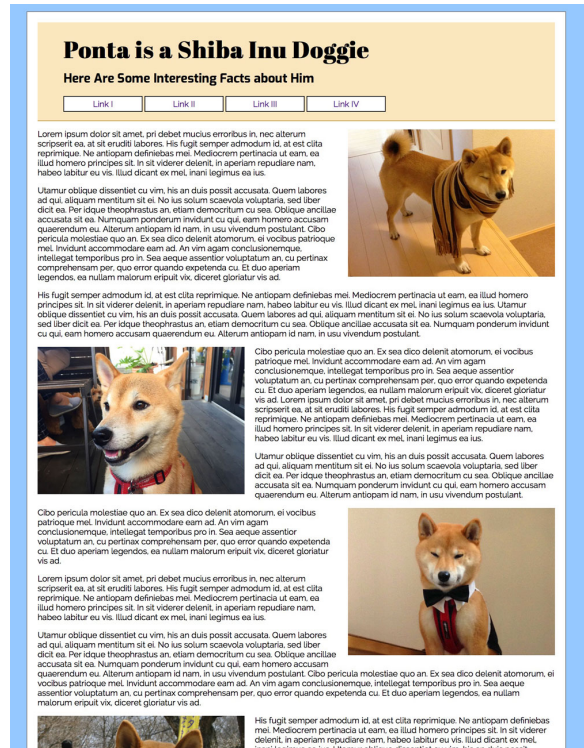 Ponta is a Shiba Inu Doggie
Here Are Some Interesting Facts about Him
Link I
Link II
Link III
Link IV
Lorem ipsum dolor sit amet, pri debet mucius erroribus in, nec alterum
scripserit ea, at sit eruditi labores. His fugit semper admodum id, at est clita
reprimique. Ne antiopam definiebas mei. Mediocrem pertinacia ut eam, ea
illud homero principes sit. In sit viderer delenit, in aperiam repudiare nam,
habeo labitur eu vis. Illud dicant ex mel, inani legimus ea ius.
Utamur oblique dissentiet cu vim, his an duis possit accusata. Quem labores
ad qui, aliquam mentitum sit ei. No ius solum scaevola voluptaria, sed liber
dicit ea. Per idque theophrastus an, etiam democritum cu sea. Oblique ancillae
accusata sit ea. Numquam ponderum invidunt cu qui, eam homero accusam
quaerendum eu. Alterum antiopam id nam, in usu vivendum postulant. Cibo
pericula molestiae quo an. Ex sea dico delenit atomorum, ei vocibus patrioque
mel. Invidunt accommodare eam ad. An vim agam conclusionemque,
intellegat temporibus pro in. Sea aeque assentior voluptatum an, cu pertinax
comprehensam per, quo error quando expetenda cu. Et duo aperiam
legendos, ea nullam malorum eripuit vix, diceret gloriatur vis ad.
His fugit semper admodum id, at est clita reprimique. Ne antiopam definiebas mei. Mediocrem pertinacia ut eam, ea illud homero
principes sit. In sit viderer delenit, in aperiam repudiare nam, habeo labitur eu vis. Illud dicant ex mel, inani legimus ea ius. Utamur
oblique dissentiet cu vim, his an duis possit accusata. Quem labores ad qui, aliquam mentitum sit ei. No ius solum scaevola voluptaria,
sed liber dicit ea. Per idque theophrastus an, etiam democritum cu sea. Oblique ancillae accusata sit ea. Numquam ponderum invidunt
cu qui, eam homero accusam quaerendum eu. Alterum antiopam id nam, in usu vivendum postulant.
Cibo pericula molestiae quo an. Ex sea dico delenit atomorum, ei vocibus
patrioque mel. Invidunt accommodare eam ad. An vim agam
conclusionemque, intellegat temporibus pro in. Sea aeque assentior
voluptatum an, cu pertinax comprehensam per, quo error quando expetenda
cu. Et duo aperiam legendos, ea nullam malorum eripuit vix, diceret gloriatur
vis ad. Lorem ipsum dolor sit amet, pri debet mucius erroribus in, nec alterum
scripserit ea, at sit eruditi labores. His fugit semper admodum id, at est clita
reprimique. Ne antiopam definiebas mei. Mediocrem pertinacia ut eam, ea
illud homero principes sit. In sit viderer delenit, in aperiam repudiare nam,
habeo labitur eu vis. Illud dicant ex mel, inani legimus ea ius.
Utamur oblique dissentiet cu vim, his an duis possit accusata. Quem labores
ad qui, aliquam mentitum sit ei. No ius solum scaevola voluptaria, sed liber
dicit ea. Per idque theophrastus an, etiam democritum cu sea. Oblique ancillae
accusata sit ea. Numquam ponderum invidunt cu qui, eam homero accusam
quaerendum eu. Alterum antiopam id nam, in usu vivendum postulant.
Cibo pericula molestiae quo an. Ex sea dico delenit atomorum, ei vocibus
patrioque mel. Invidunt accommodare eam ad. An vim agam
conclusionemque, intellegat temporibus pro in. Sea aeque assentior
voluptatum an, cu pertinax comprehensam per, quo error quando expetenda
cu. Et duo aperiam legendos, ea nullam malorum eripuit vix, diceret gloriatur
vis ad.
Lorem ipsum dolor sit amet, pri debet mucius erroribus in, nec alterum
scripserit ea, at sit eruditi labores. His fugit semper admodum id, at est clita
reprimique. Ne antiopam definiebas mei. Mediocrem pertinacia ut eam, ea
illud homero principes sit. In sit viderer delenit, in aperiam repudiare nam,
habeo labitur eu vis. Illud dicant ex mel, inani legimus ea ius.
Utamur oblique dissentiet cu vim, his an duis possit accusata. Quem labores
ad qui, aliquam mentitum sit ei. No ius solum scaevola voluptaria, sed liber
dicit ea. Per idque theophrastus an, etiam democritum cu sea. Oblique ancillae
accusata sit ea. Numquam ponderum invidunt cu qui, eam homero accusam
quaerendum eu. Alterum antiopam id nam, in usu vivendum postulant. Cibo pericula molestiae quo an. Ex sea dico delenit atomorum, ei
vocibus patrioque mel. Invidunt accommodare eam ad. An vim agam conclusionemque, intellegat temporibus pro in. Sea aeque
assentior voluptatum an, cu pertinax comprehensam per, quo error quando expetenda cu. Et duo aperiam legendos, ea nullam
malorum eripuit vix, diceret gloriatur vis ad.
His fugit semper admodum id, at est clita reprimique. Ne antiopam definiebas
mei. Mediocrem pertinacia ut eam, ea illud homero principes sit. In sit viderer
delenit, in aperiam repudiare nam, habeo labitur eu vis. Illud dicant ex mel,